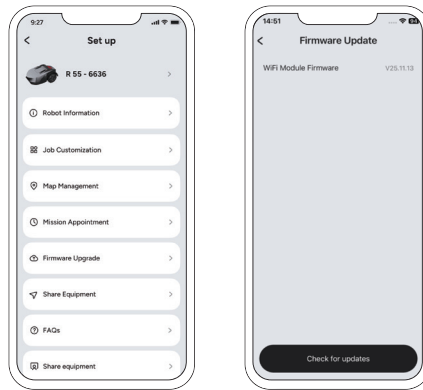 9:27
Set up
R 55 - 6636
Robot Information
Job Customization
Map Management
Mission Appointment
Firmware Upgrade
Share Equipment
FAQs
Share equipment
14:51
Firmware Update
WiFi Module Firmware V25.11.13
Check for updates